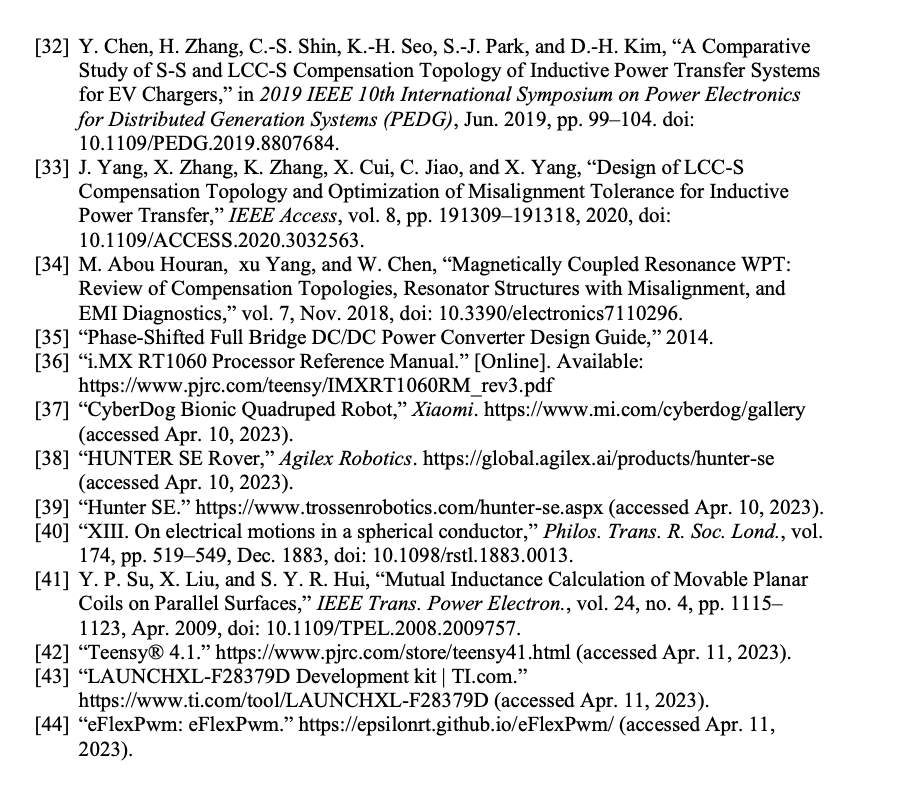 [32] Y. Chen, H. Zhang, C.-S. Shin, K.-H. Seo, S.-J. Park, and D.-H. Kim, “A Comparative
Study of S-S and LCC-S Compensation Topology of Inductive Power Transfer Systems
for EV Chargers,” in 2019 IEEE 10th International Symposium on Power Electronics
for Distributed Generation Systems (PEDG), Jun. 2019, pp. 99–104. doi:
10.1109/PEDG.2019.8807684.
[33] J. Yang, X. Zhang, K. Zhang, X. Cui, C. Jiao, and X. Yang, “Design of LCC-S
Compensation Topology and Optimization of Misalignment Tolerance for Inductive
Power Transfer,” IEEE Access, vol. 8, pp. 191309–191318, 2020, doi:
10.1109/ACCESS.2020.3032563.
[34] M. Abou Houran,  xu Yang, and W. Chen, “Magnetically Coupled Resonance WPT:
Review of Compensation Topologies, Resonator Structures with Misalignment, and
EMI Diagnostics,” vol. 7, Nov. 2018, doi: 10.3390/electronics7110296.
[35] “Phase-Shifted Full Bridge DC/DC Power Converter Design Guide,” 2014.
[36] “i.MX RT1060 Processor Reference Manual.” [Online]. Available:
https://www.pjrc.com/teensy/IMXRT1060RM_rev3.pdf
[37] “CyberDog Bionic Quadruped Robot,” Xiaomi. https://www.mi.com/cyberdog/gallery
(accessed Apr. 10, 2023).
[38] “HUNTER SE Rover,” Agilex Robotics. https://global.agilex.ai/products/hunter-se
(accessed Apr. 10, 2023).
[39] “Hunter SE.” https://www.trossenrobotics.com/hunter-se.aspx (accessed Apr. 10, 2023).
[40] “XIII. On electrical motions in a spherical conductor,” Philos. Trans. R. Soc. Lond., vol.
174, pp. 519–549, Dec. 1883, doi: 10.1098/rstl.1883.0013.
[41] Y. P. Su, X. Liu, and S. Y. R. Hui, “Mutual Inductance Calculation of Movable Planar
Coils on Parallel Surfaces,” IEEE Trans. Power Electron., vol. 24, no. 4, pp. 1115–
1123, Apr. 2009, doi: 10.1109/TPEL.2008.2009757.
[42] “Teensy® 4.1.” https://www.pjrc.com/store/teensy41.html (accessed Apr. 11, 2023).
[43] “LAUNCHXL-F28379D Development kit | TI.com.”
https://www.ti.com/tool/LAUNCHXL-F28379D (accessed Apr. 11, 2023).
[44] “eFlexPwm: eFlexPwm.” https://epsilonrt.github.io/eFlexPwm/ (accessed Apr. 11,
2023).